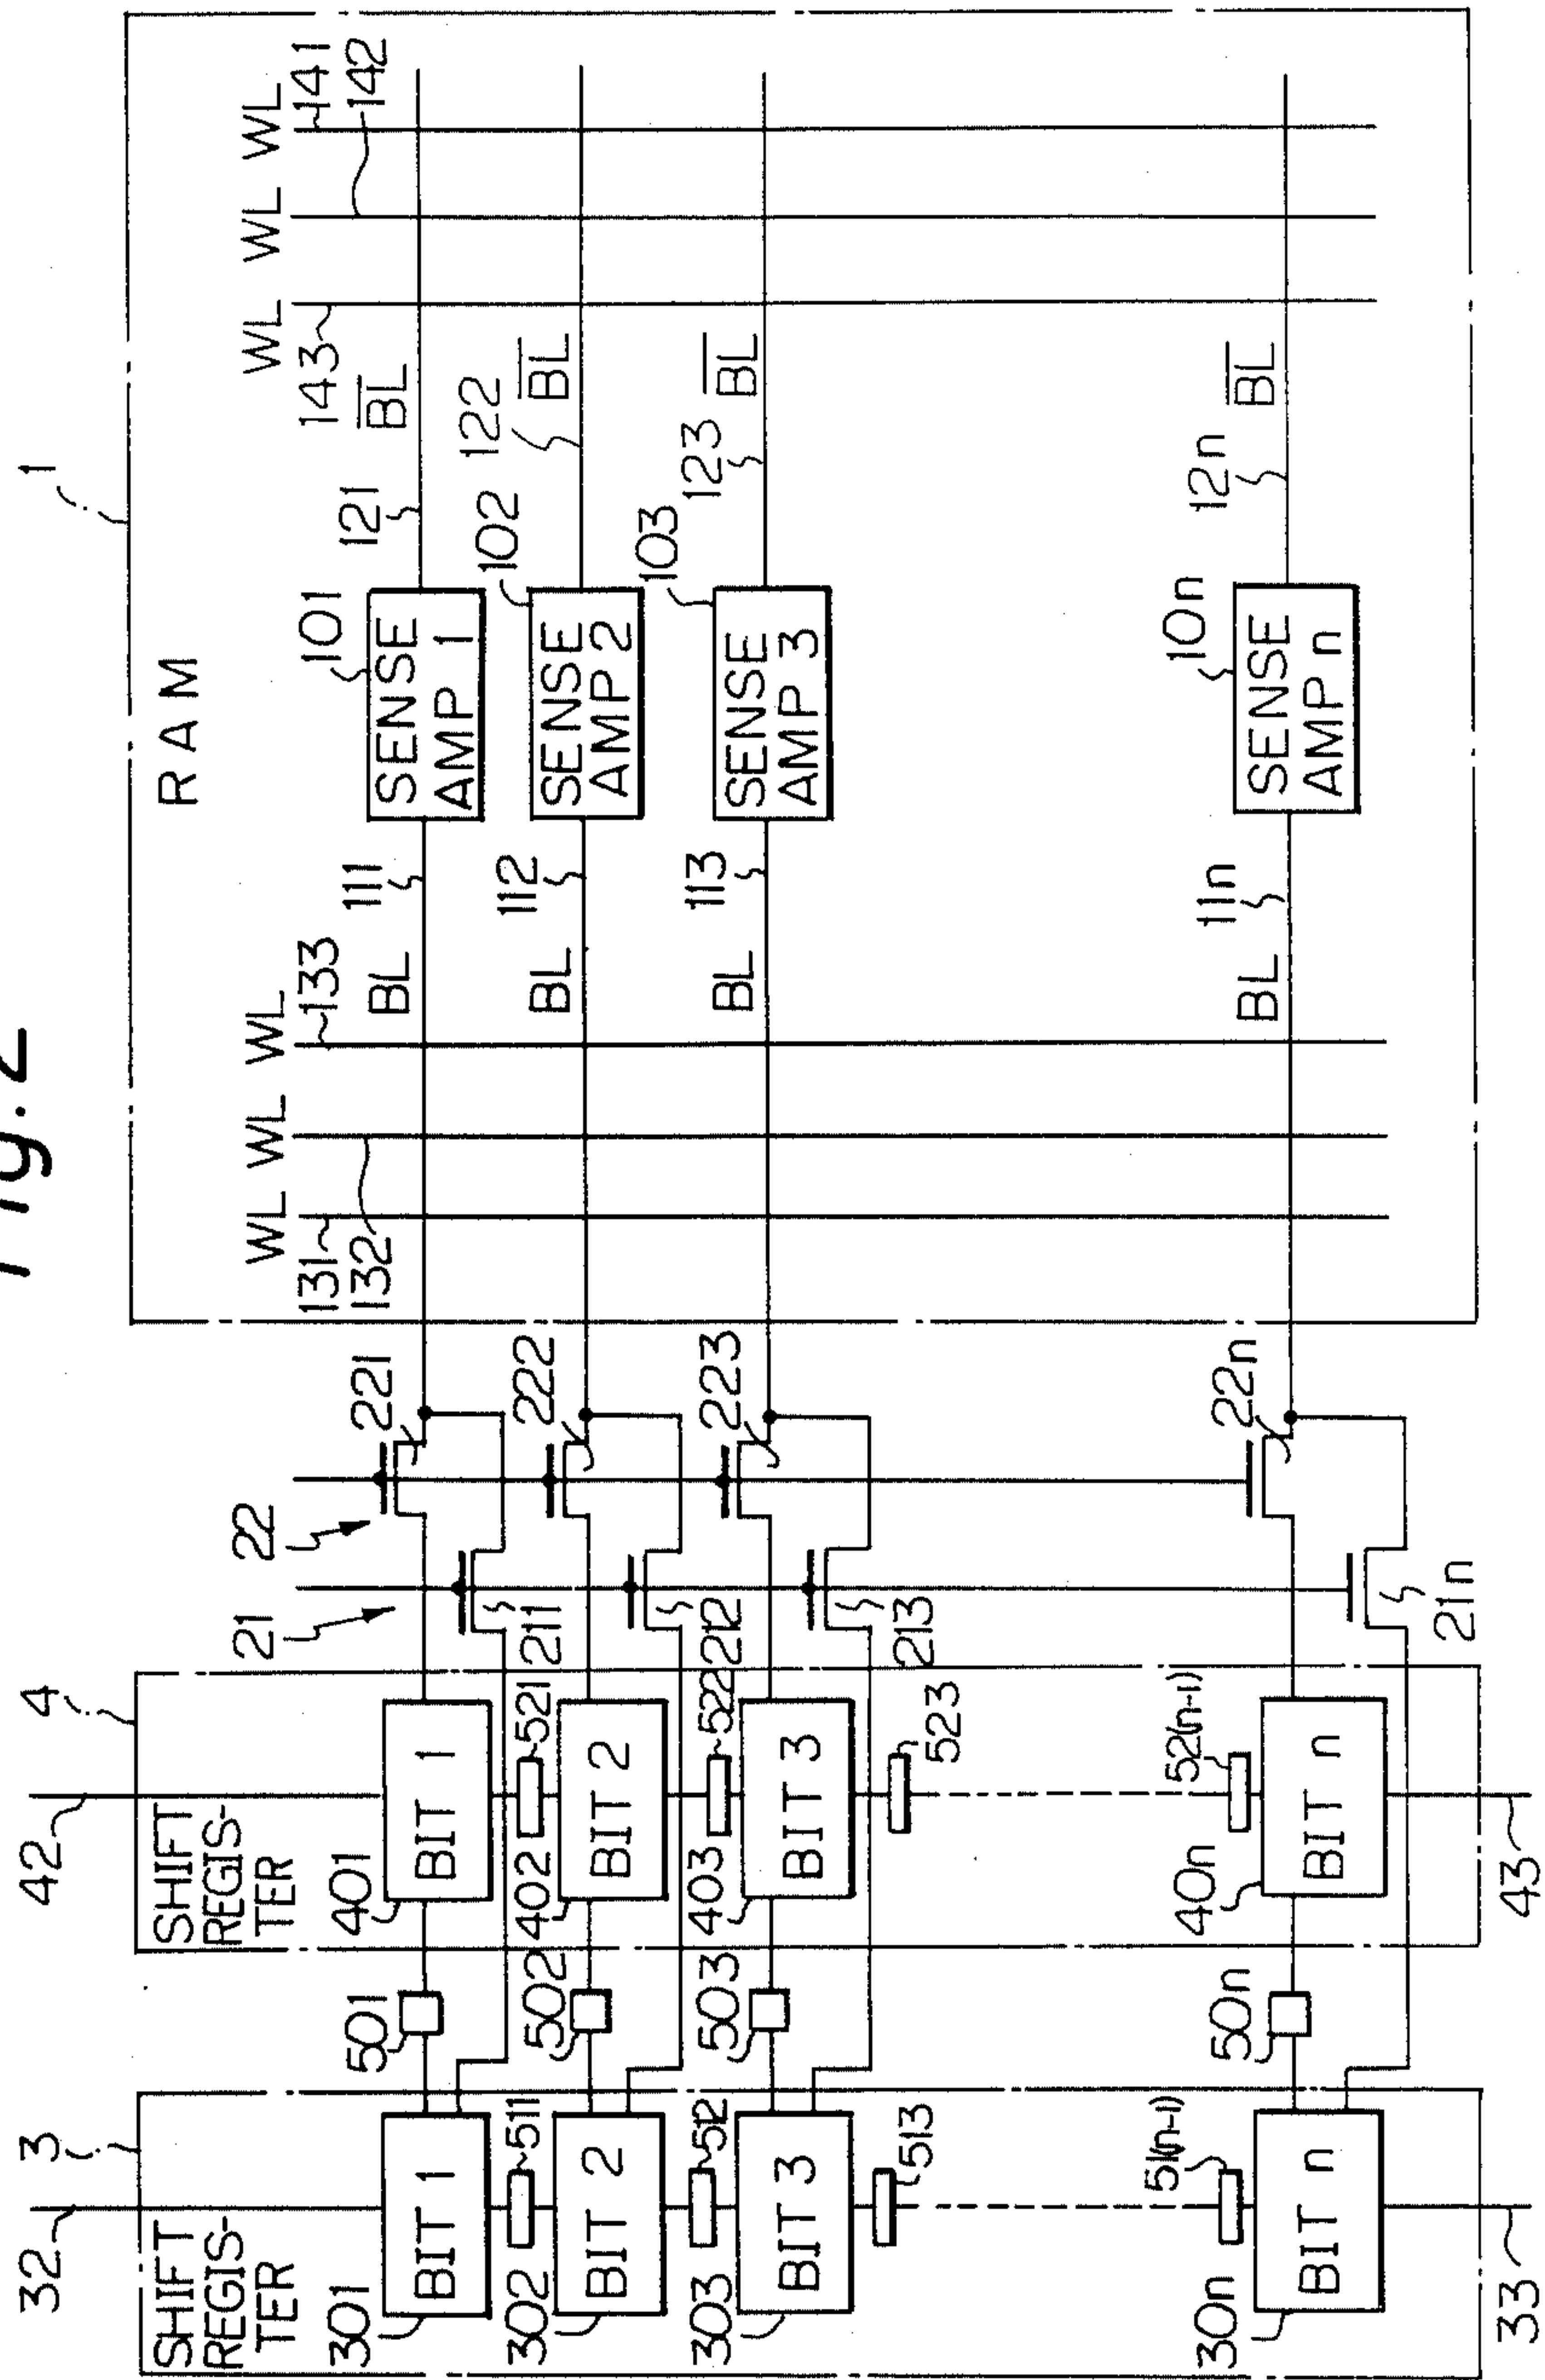 Fig. 2
1
RAM
WL WL WL
131
132
133
WL WL WL
143
142
141
BL
111
101
SENSE
AMP 1
121
BL
BL
112
102
SENSE
AMP 2
122
BL
BL
113
103
SENSE
AMP 3
123
BL
BL
11n
10n
SENSE
AMP n
12n
BL
22
221
222
223
22n
21
211
212
213
21n
4
42
SHIFT
REGIS-
TER
401
BIT 1
521
402
BIT 2
522
403
BIT 3
523
52(n-1)
40n
BIT n
43
501
502
503
50n
3
32
SHIFT
REGIS-
TER
301
BIT 1
511
302
BIT 2
512
303
BIT 3
513
51(n-1)
30n
BIT n
33